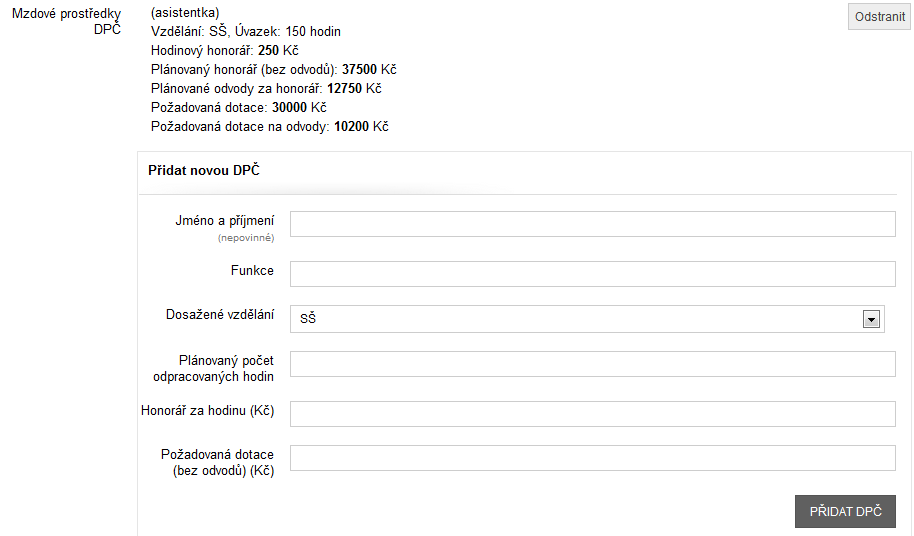 Mzdové prostředky
DPČ
(asistentka)
Vzdělání: SŠ, Úvazek: 150 hodin
Hodinový honorář: 250 Kč
Plánovaný honorář (bez odvodů): 37500 Kč
Plánované odvody za honorář: 12750 Kč
Požadovaná dotace: 30000 Kč
Požadovaná dotace na odvody: 10200 Kč
Odstranit
Přidat novou DPČ
Jméno a příjmení
(nepovinné)
Funkce
Dosažené vzdělání
SŠ
Plánovaný počet
odpracovaných hodin
Honorář za hodinu (Kč)
Požadovaná dotace
(bez odvodů) (Kč)
PŘIDAT DPČ